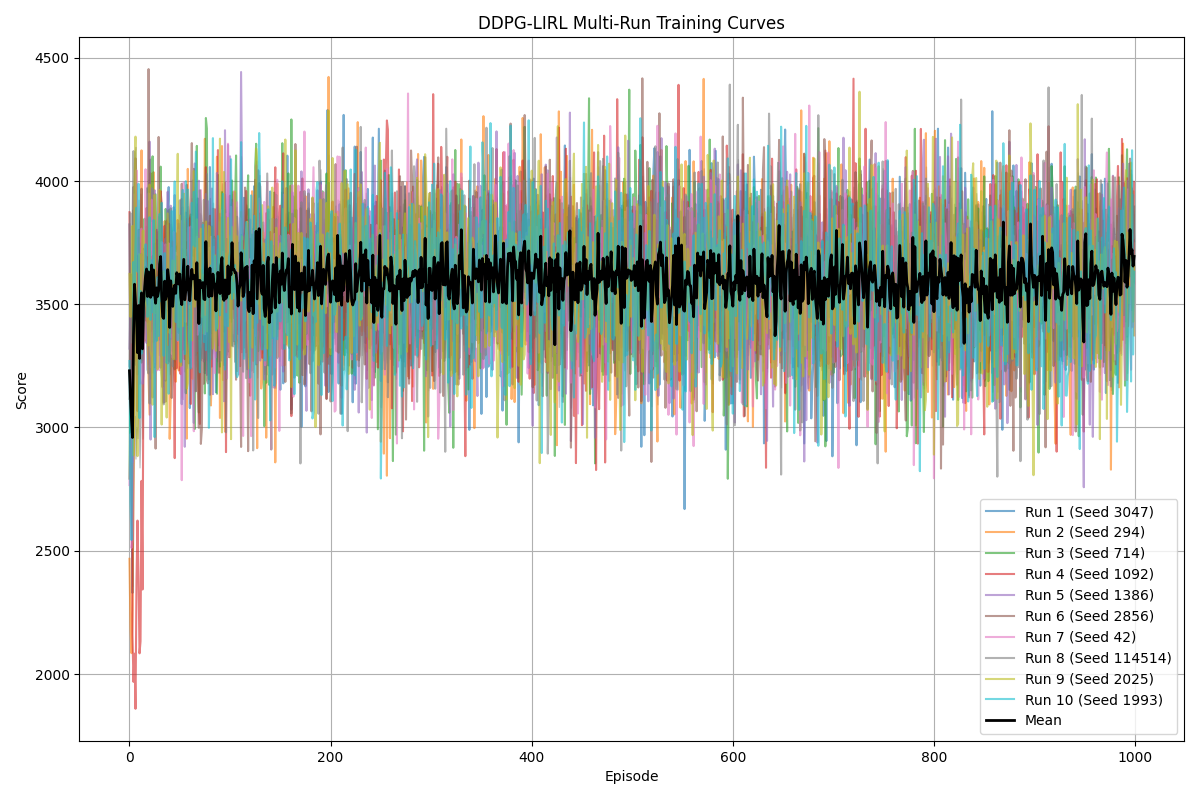 DDPG-LIRL Multi-Run Training Curves
Score
4500
4000
3500
3000
2500
2000
0
200
400
600
800
1000
Episode
Run 1 (Seed 3047)
Run 2 (Seed 294)
Run 3 (Seed 714)
Run 4 (Seed 1092)
Run 5 (Seed 1386)
Run 6 (Seed 2856)
Run 7 (Seed 42)
Run 8 (Seed 114514)
Run 9 (Seed 2025)
Run 10 (Seed 1993)
Mean